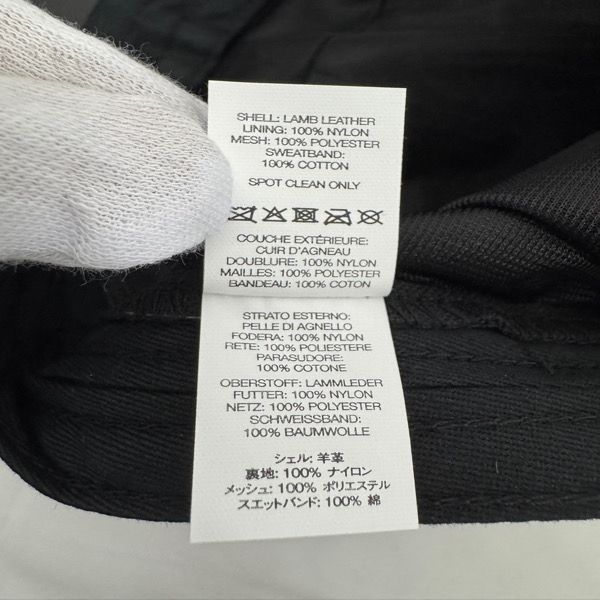 SHELL: LAMB LEATHER
LINING: 100% NYLON
MESH: 100% POLYESTER
SWEATBAND:
100% COTTON
SPOT CLEAN ONLY
COUCHE EXTÉRIEURE:
CUIR D'AGNEAU
DOUBLURE: 100% NYLON
MAILLES: 100% POLYESTER
BANDEAU: 100% COTON
STRATO ESTERNO:
PELLE DI AGNELLO
FODERA: 100% NYLON
RETE: 100% POLIESTERE
PARASUDORE:
100% COTONE
OBERSTOFF: LAMMLEDER
FUTTER: 100% NYLON
NETZ: 100% POLYESTER
SCHWEISSBAND:
100% BAUMWOLLE
シェル: 羊革
裏地: 100% ナイロン
メッシュ: 100% ポリエステル
スエットバンド: 100% 綿